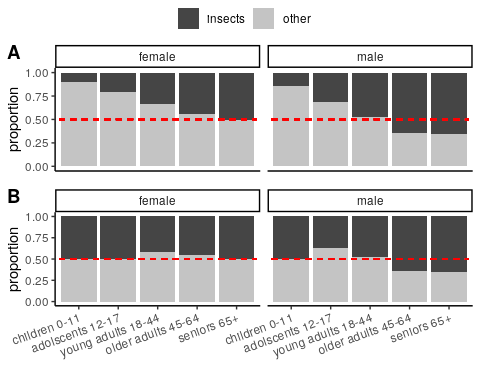 Insects other
A
female male
1.00
0.75
0.50
0.25
0.00
proportion
B
female male
1.00
0.75
0.50
0.25
0.00
proportion
children 0-11 adolscents 12-17 young adults 18-44 older adults 45-64 seniors 65+ children 0-11 adolscents 12-17 young adults 18-44 older adults 45-64 seniors 65+